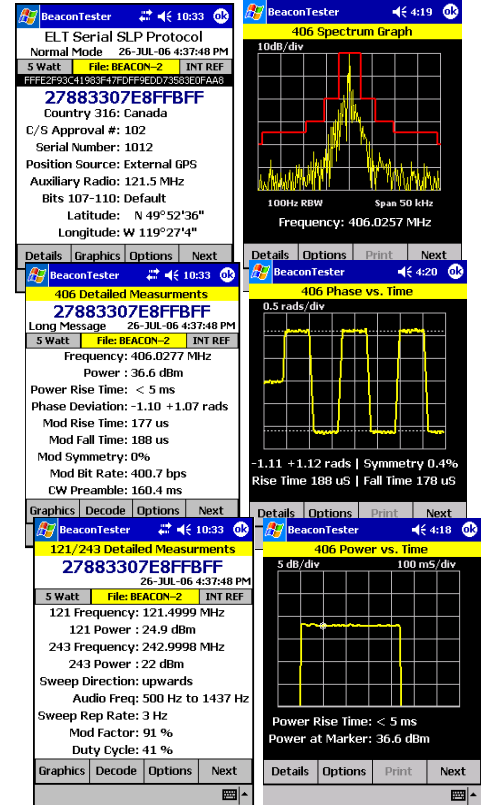 BeaconTester 10:33 ok
ELT Serial SLP Protocol
Normal Mode 26-JUL-06 4:37:48 PM
5 Watt File: BEACON-2 INT REF
FFFE2F93C41983F47FDFF9EDD73583E0FAA8
27883307E8FFBFF
Country 316: Canada
C/S Approval #: 102
Serial Number: 1012
Position Source: External GPS
Auxiliary Radio: 121.5 MHz
Bits 107-110: Default
Latitude: N 49°52'36"
Longitude: W 119°27'4"
Details Graphics Options Next
BeaconTester 4:19 ok
406 Spectrum Graph
10dB/div
100Hz RBW Span 50 kHz
Frequency: 406.0257 MHz
Details Options Print Next
BeaconTester 10:33 ok
406 Detailed Measurments
27883307E8FFBFF
Long Message 26-JUL-06 4:37:48 PM
5 Watt File: BEACON-2 INT REF
Frequency: 406.0277 MHz
Power : 36.6 dBm
Power Rise Time: < 5 ms
Phase Deviation: -1.10 +1.07 rads
Mod Rise Time: 177 us
Mod Fall Time: 188 us
Mod Symmetry: 0%
Mod Bit Rate: 400.7 bps
CW Preamble: 160.4 ms
Graphics Decode Options Next
BeaconTester 4:20 ok
406 Phase vs. Time
0.5 rads/div
-1.11 +1.12 rads | Symmetry 0.4%
Rise Time 188 uS | Fall Time 178 uS
Details Options Print Next
BeaconTester 10:33 ok
121/243 Detailed Measurments
27883307E8FFBFF
26-JUL-06 4:37:48 PM
5 Watt File: BEACON-2 INT REF
121 Frequency: 121.4999 MHz
121 Power : 24.9 dBm
243 Frequency: 242.9998 MHz
243 Power : 22 dBm
Sweep Direction: upwards
Audio Freq: 500 Hz to 1437 Hz
Sweep Rep Rate: 3 Hz
Mod Factor: 91 %
Duty Cycle: 41 %
Graphics Decode Options Next
BeaconTester 4:18 ok
406 Power vs. Time
5 dB/div 100 mS/div
Power Rise Time: < 5 ms
Power at Marker: 36.6 dBm
Details Options Print Next